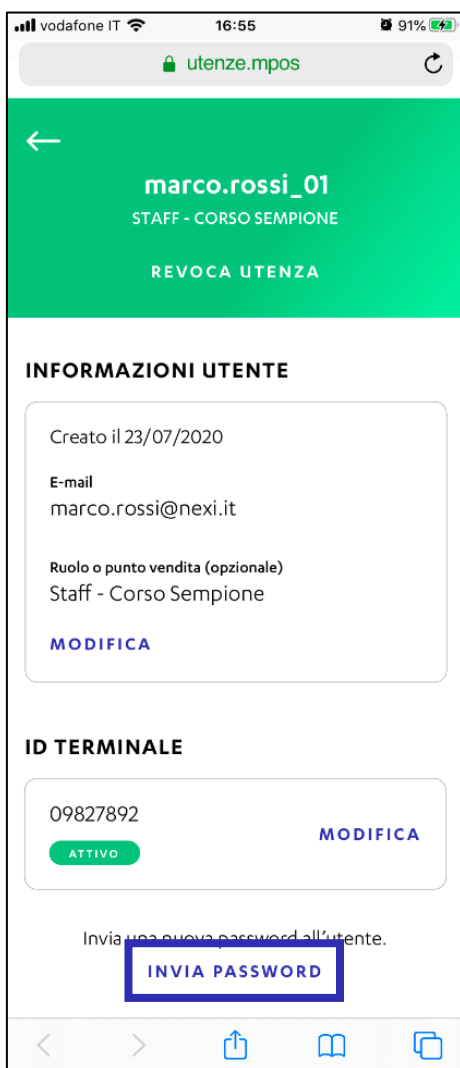 vodafone IT 16:55 91%
utenze.mpos
marco.rossi_01
STAFF - CORSO SEMPIONE
REVOCA UTENZA
INFORMAZIONI UTENTE
Creato il 23/07/2020
E-mail
marco.rossi@nexi.it
Ruolo o punto vendita (opzionale)
Staff - Corso Sempione
MODIFICA
ID TERMINALE
09827892
MODIFICA
ATTIVO
Invia una nuova password all'utente.
INVIA PASSWORD